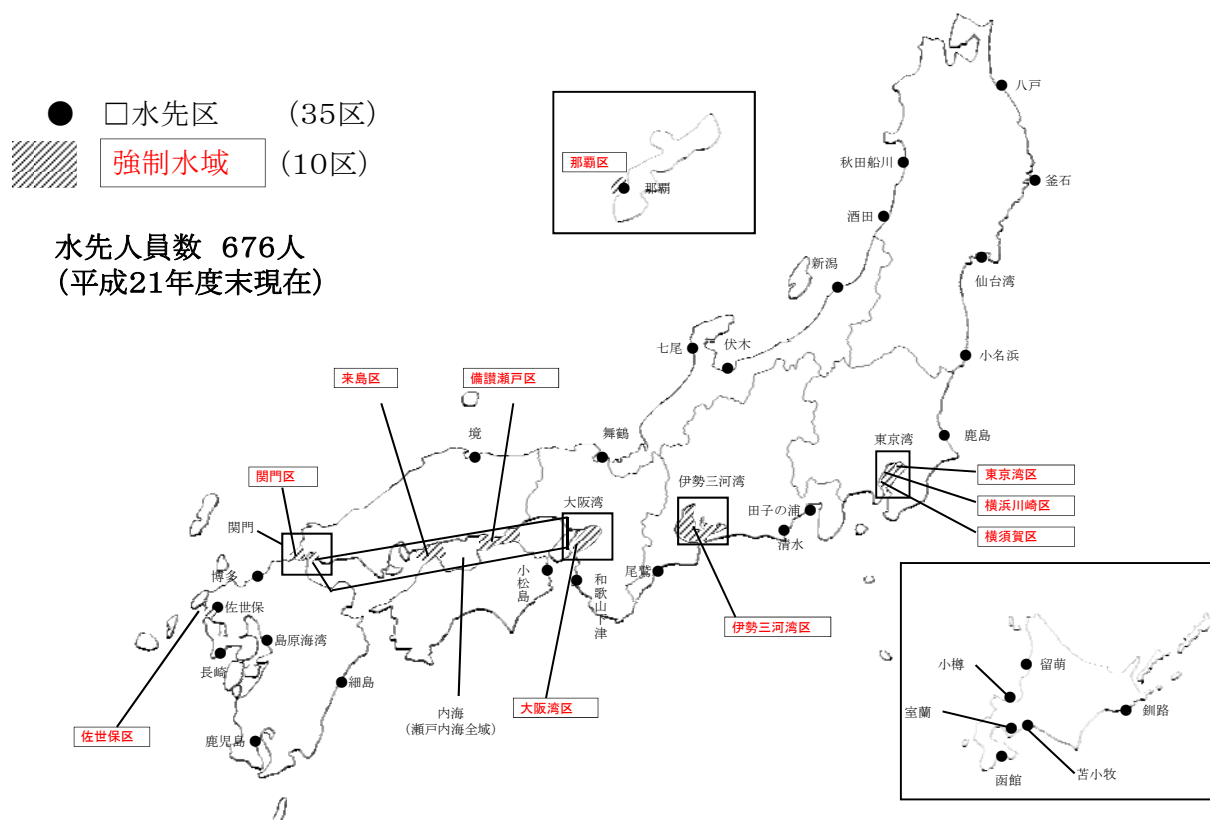 ● □水先区 (35区)
強制水域 (10区)
水先人員数 676人
(平成21年度末現在)
那覇区
那覇
八戸
秋田船川
釜石
酒田
新潟
仙台湾
七尾
伏木
小名浜
来島区
備讃瀬戸区
境
舞鶴
鹿島
東京湾
関門区
東京湾区
伊勢三河湾
大阪湾
田子の浦
横浜川崎区
関門
清水
横須賀区
博多
小松島
和歌山下津
尾鷲
佐世保
伊勢三河湾区
島原海湾
長崎
細島
内海
(瀬戸内海全域)
大阪湾区
佐世保区
鹿児島
小樽
留萌
室蘭
釧路
函館
苫小牧